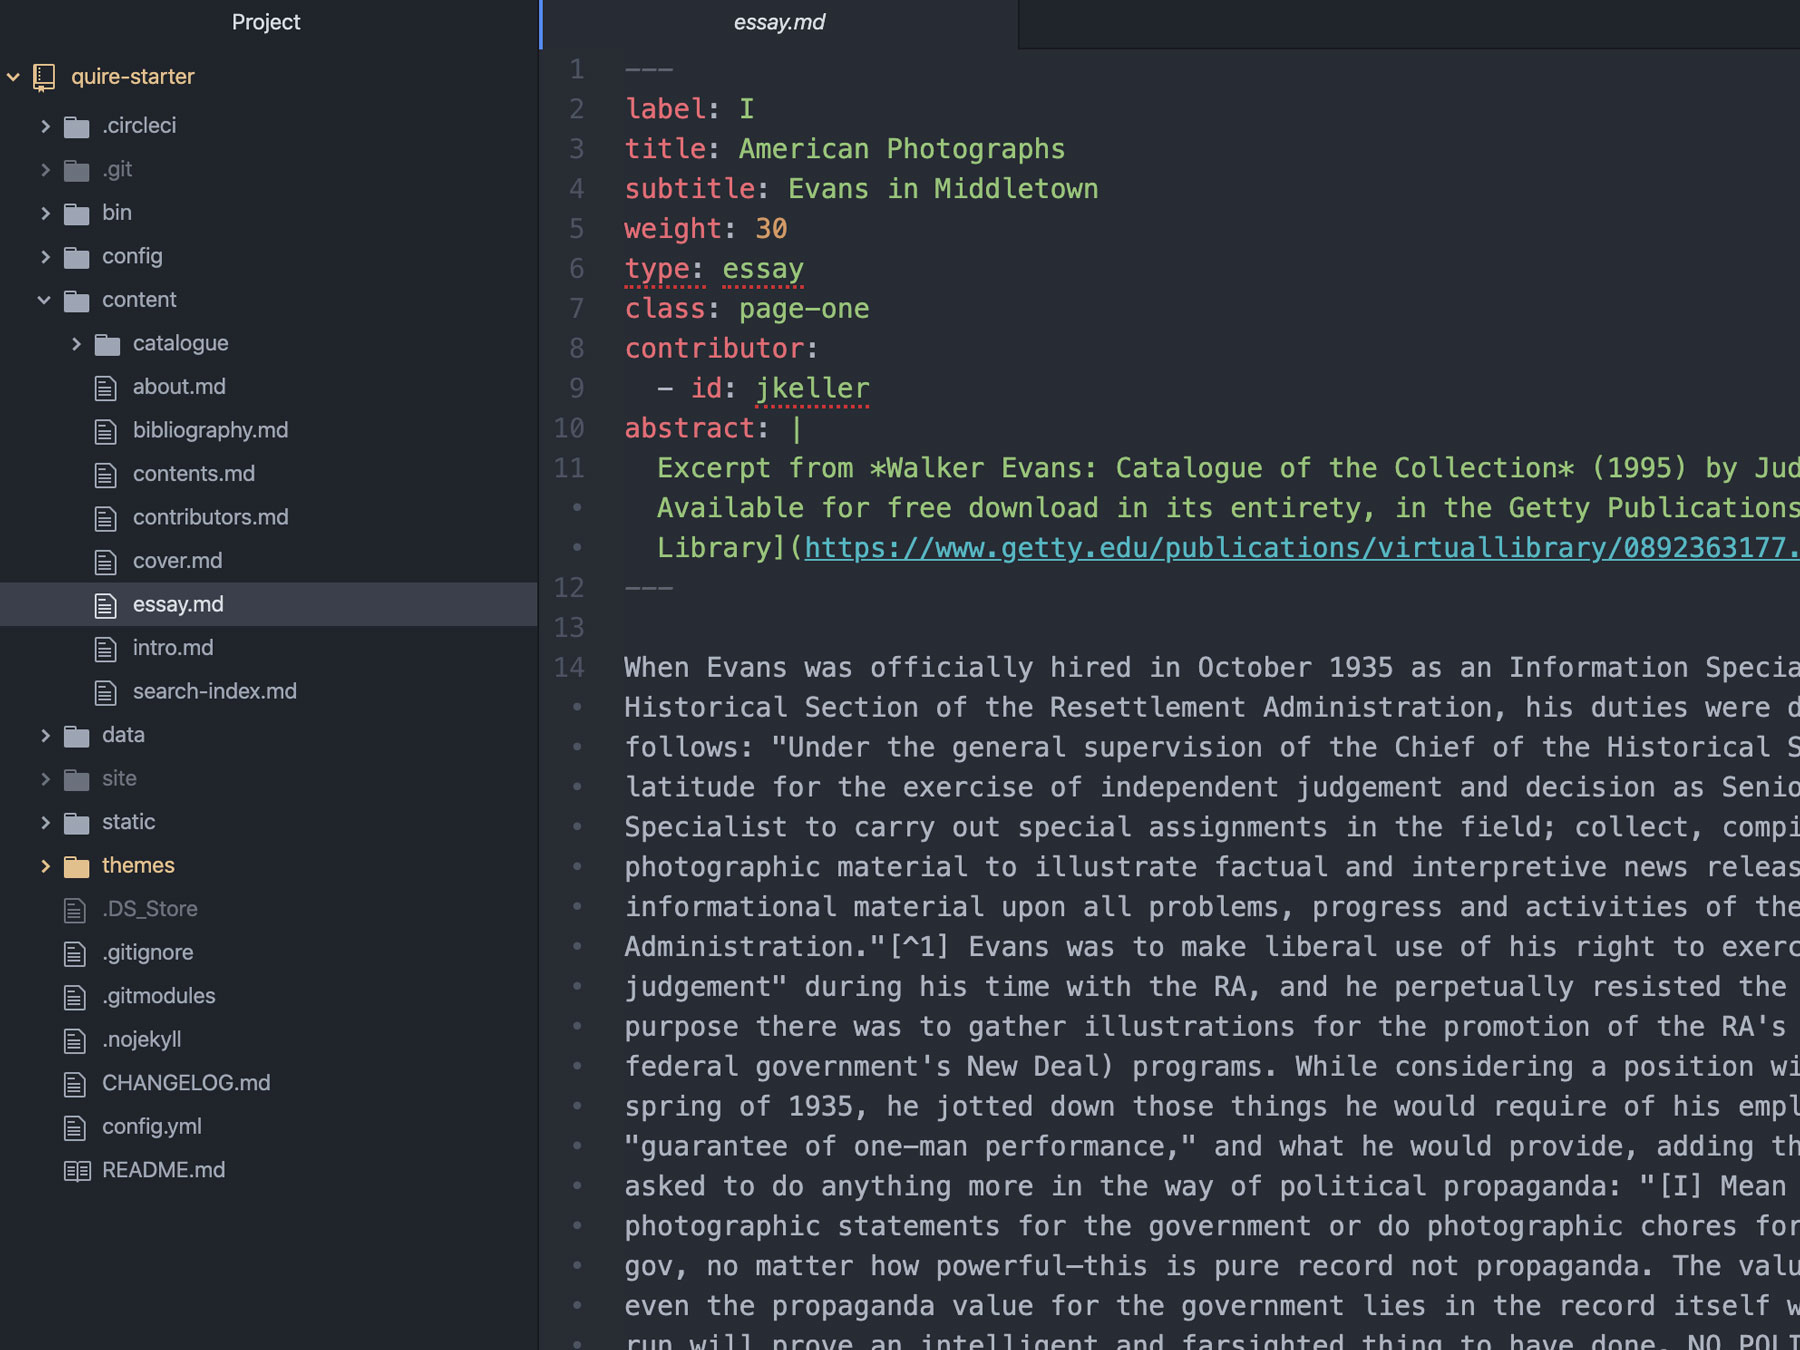 Project
quire-starter
.circleci
.git
bin
config
content
catalogue
about.md
bibliography.md
contents.md
contributors.md
cover.md
essay.md
intro.md
search-index.md
data
site
static
themes
.DS_Store
.gitignore
.gitmodules
.nojekyll
CHANGELOG.md
config.yml
README.md
essay.md
1 ---
2 label: I
3 title: American Photographs
4 subtitle: Evans in Middletown
5 weight: 30
6 type: essay
7 class: page-one
8 contributor:
9 - id: jkeller
10 abstract: |
11 Excerpt from *Walker Evans: Catalogue of the Collection* (1995) by Jud
Available for free download in its entirety, in the Getty Publications
Library](https://www.getty.edu/publications/virtuallibrary/0892363177.
12 ---
13
14 When Evans was officially hired in October 1935 as an Information Specia
Historical Section of the Resettlement Administration, his duties were d
follows: "Under the general supervision of the Chief of the Historical S
latitude for the exercise of independent judgement and decision as Senio
Specialist to carry out special assignments in the field; collect, compi
photographic material to illustrate factual and interpretive news releas
informational material upon all problems, progress and activities of the
Administration."[^1] Evans was to make liberal use of his right to exerc
judgement" during his time with the RA, and he perpetually resisted the
purpose there was to gather illustrations for the promotion of the RA's
federal government's New Deal) programs. While considering a position wi
spring of 1935, he jotted down those things he would require of his empl
"guarantee of one-man performance," and what he would provide, adding th
asked to do anything more in the way of political propaganda: "[I] Mean
photographic statements for the government or do photographic chores for
gov, no matter how powerful—this is pure record not propaganda. The valu
even the propaganda value for the government lies in the record itself w
run will prove an intelligent and farsighted thing to have done. NO POLI